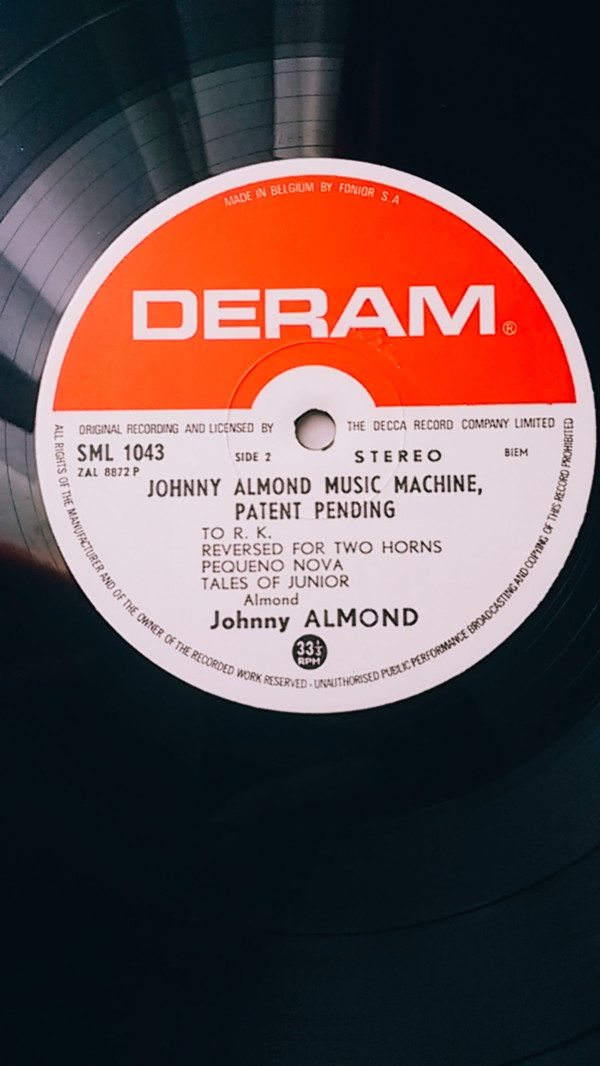 MADE IN BELGIUM BY FONIOR S.A
DERAM ®
ORIGINAL RECORDING AND LICENSED BY THE DECCA RECORD COMPANY LIMITED
SML 1043
ZAL 8872 P
SIDE 2
STEREO
BIEM
JOHNNY ALMOND MUSIC MACHINE,
PATENT PENDING
TO R. K.
REVERSED FOR TWO HORNS
PEQUENO NOVA
TALES OF JUNIOR
Almond
Johnny ALMOND
33⅓
RPM
ALL RIGHTS OF THE MANUFACTURER AND OF THE OWNER OF THE RECORDED WORK RESERVED - UNAUTHORISED PUBLIC PERFORMANCE BROADCASTING AND COPYING OF THIS RECORD PROHIBITED